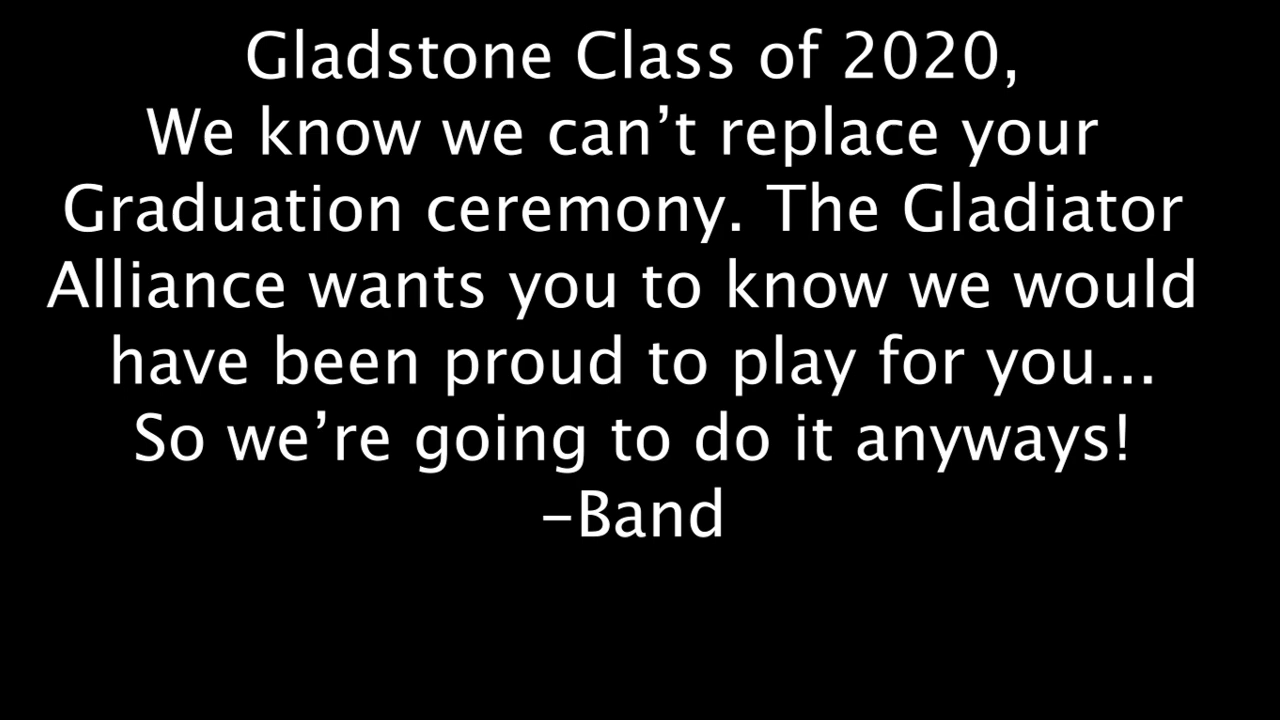 Gladstone Class of 2020,
We know we can’t replace your
Graduation ceremony. The Gladiator
Alliance wants you to know we would
have been proud to play for you...
So we’re going to do it anyways!
-Band